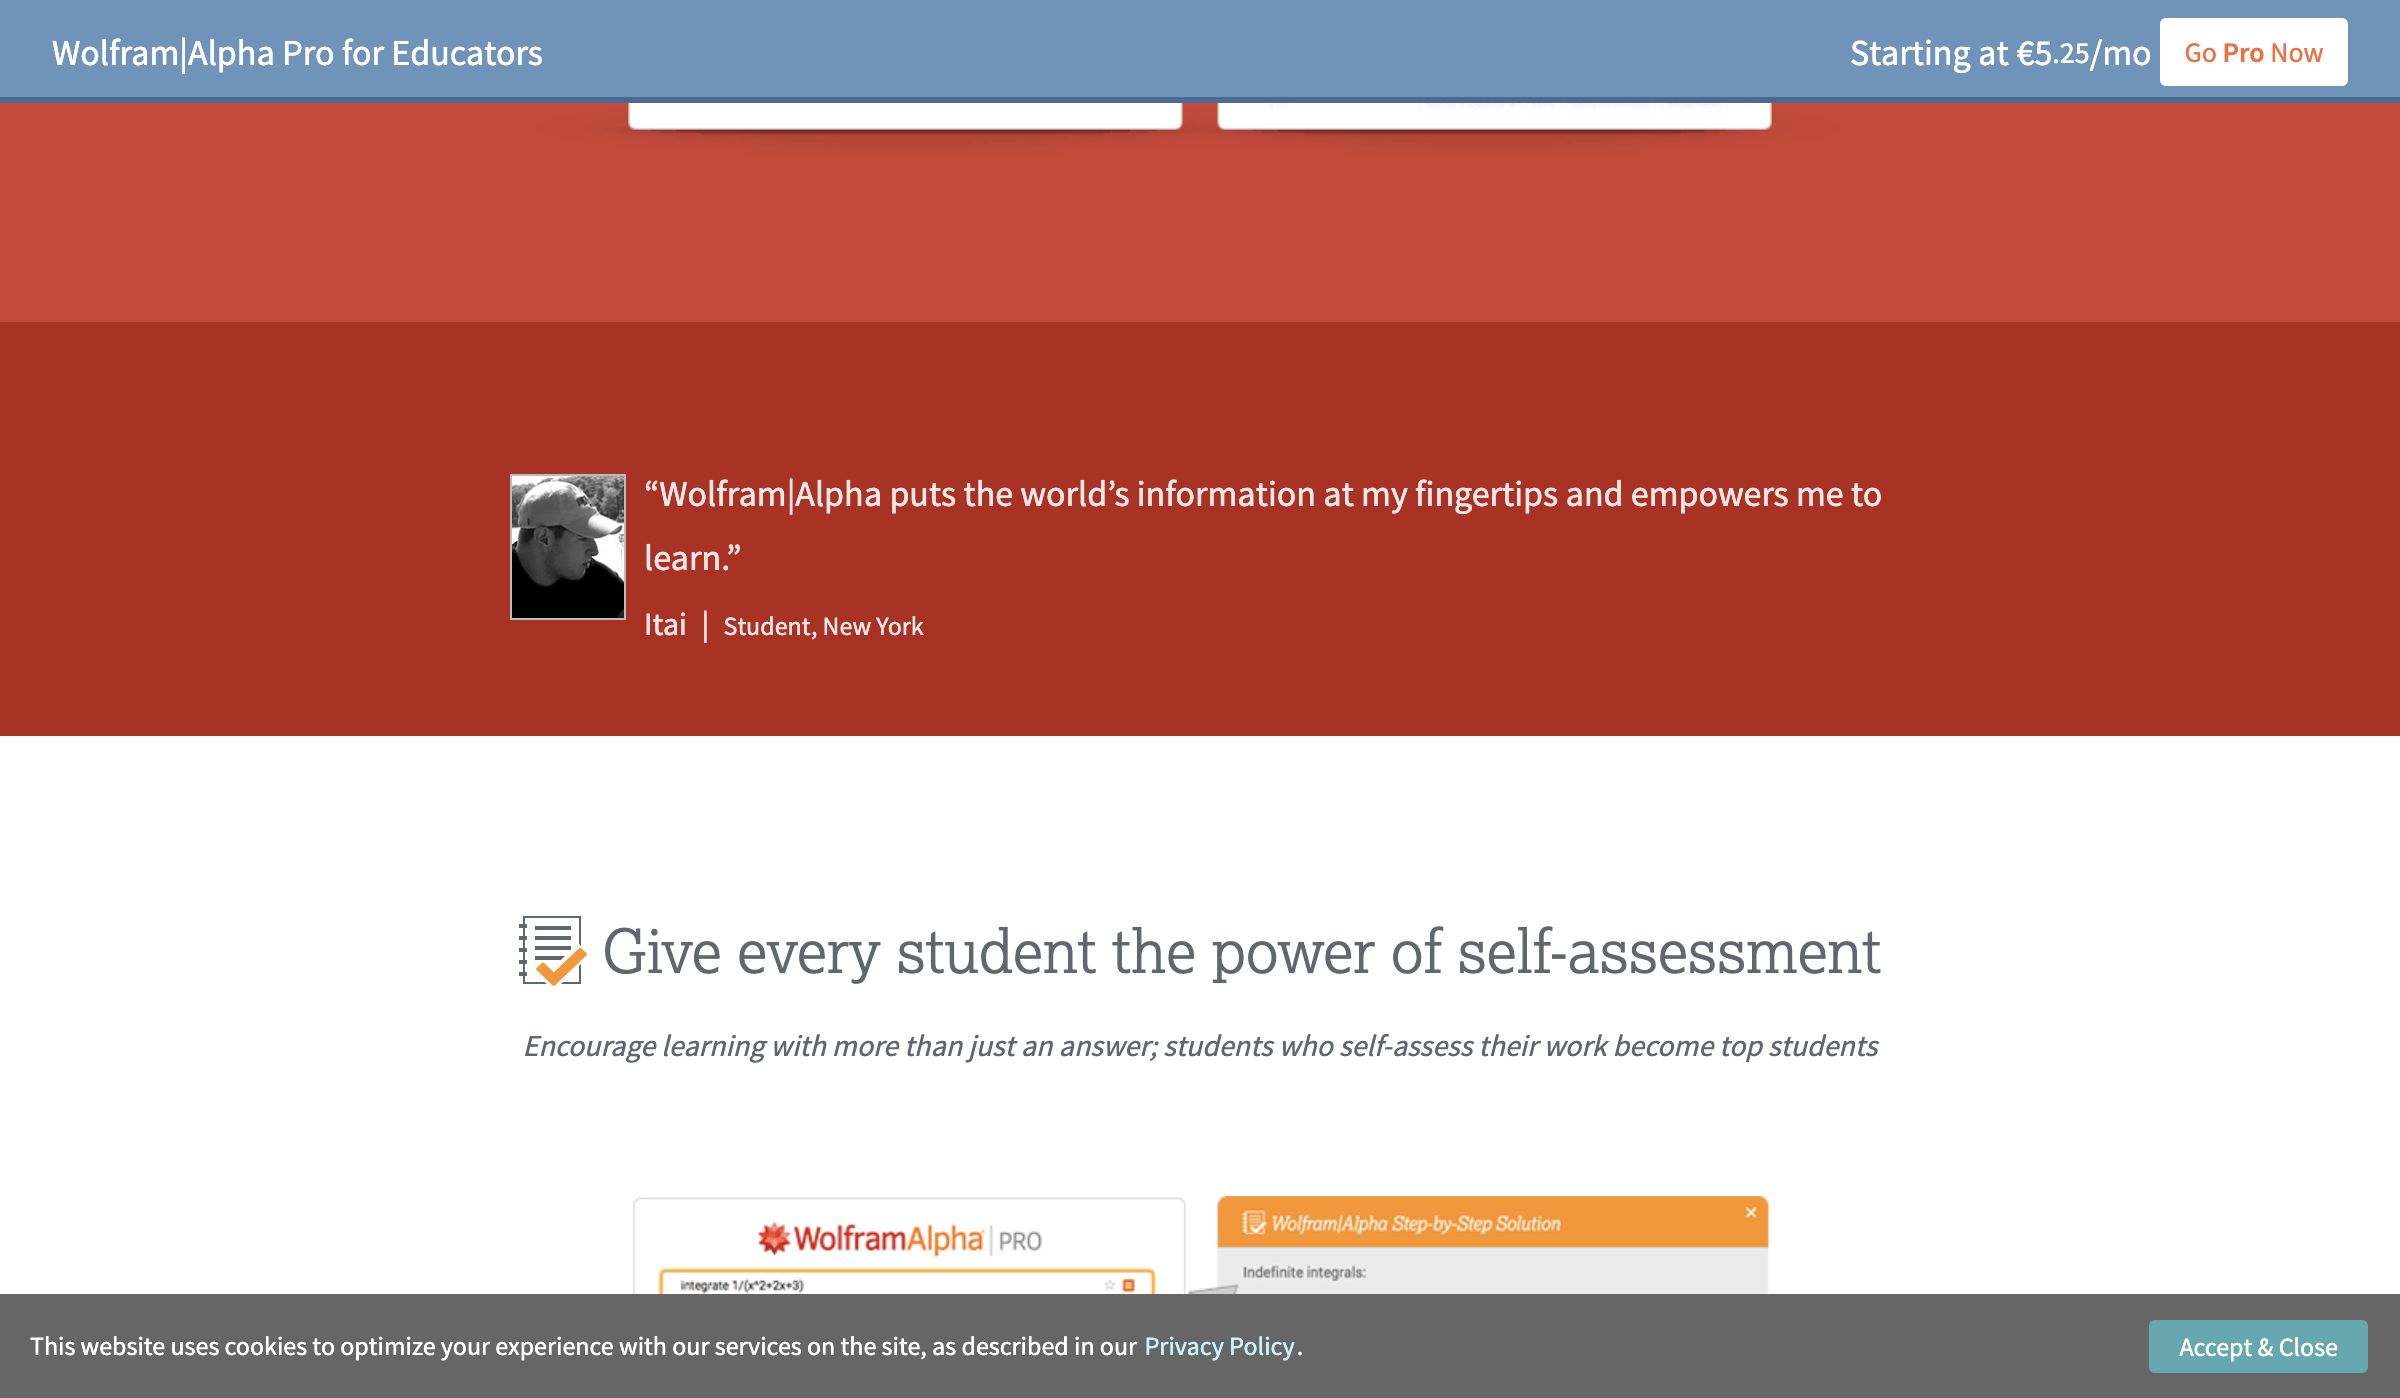 Wolfram|Alpha Pro for Educators
Starting at €5.25/mo
Go Pro Now
“Wolfram|Alpha puts the world’s information at my fingertips and empowers me to
learn.”
Itai | Student, New York
Give every student the power of self-assessment
Encourage learning with more than just an answer; students who self-assess their work become top students
WolframAlpha | PRO
integrate 1/(x^2+2x+3)
Wolfram|Alpha Step-by-Step Solution
Indefinite integrals:
This website uses cookies to optimize your experience with our services on the site, as described in our Privacy Policy.
Accept & Close